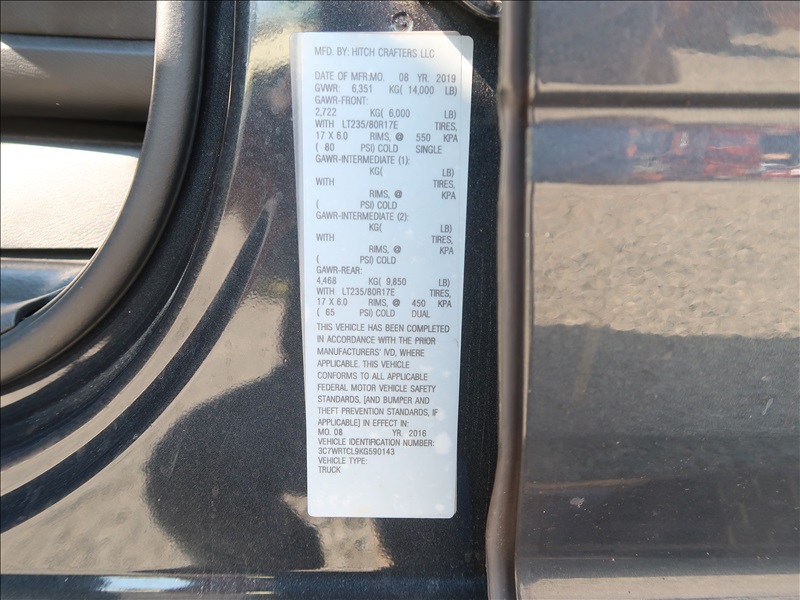 MFD. BY: HITCH CRAFTERS LLC
DATE OF MFR.MO. 08 YR. 2019
GVWR: 6,351 KG( 14,000 LB)
GAWR-FRONT:
2,722 KG( 6,000 LB)
WITH LT235/80R17E TIRES,
17 X 6.0 RIMS, @ 550 KPA
( 80 PSI) COLD SINGLE
GAWR-INTERMEDIATE (1):
KG( LB)
WITH TIRES,
RIMS, @ KPA
( PSI) COLD
GAWR-INTERMEDIATE (2):
KG( LB)
WITH TIRES,
RIMS, @ KPA
( PSI) COLD
GAWR-REAR:
4,468 KG( 9,850 LB)
WITH LT235/80R17E TIRES,
17 X 6.0 RIMS, @ 450 KPA
( 65 PSI) COLD DUAL
THIS VEHICLE HAS BEEN COMPLETED
IN ACCORDANCE WITH THE PRIOR
MANUFACTURERS' IVD, WHERE
APPLICABLE. THIS VEHICLE
CONFORMS TO ALL APPLICABLE
FEDERAL MOTOR VEHICLE SAFETY
STANDARDS, [AND BUMPER AND
THEFT PREVENTION STANDARDS, IF
APPLICABLE] IN EFFECT IN:
MO. 08 YR. 2016
VEHICLE IDENTIFICATION NUMBER:
3C7WRTCL9KG590143
VEHICLE TYPE:
TRUCK